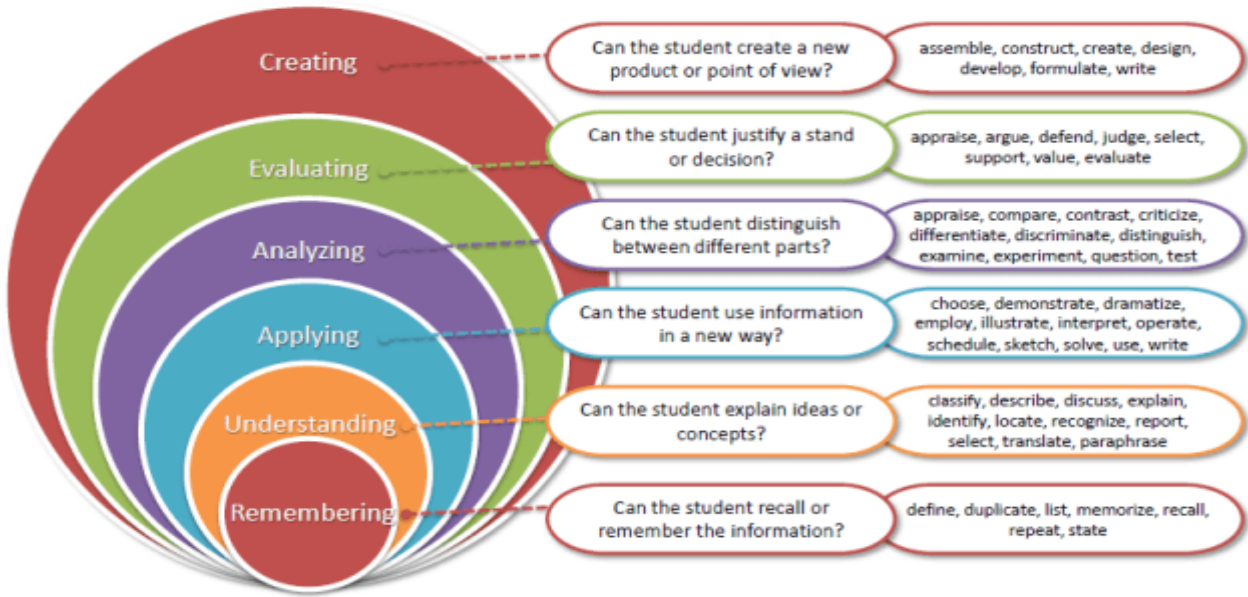 Creating
Can the student create a new
product or point of view?
assemble, construct, create, design,
develop, formulate, write
Evaluating
Can the student justify a stand
or decision?
appraise, argue, defend, judge, select,
support, value, evaluate
Analyzing
Can the student distinguish
between different parts?
appraise, compare, contrast, criticize,
differentiate, discriminate, distinguish,
examine, experiment, question, test
Applying
Can the student use information
in a new way?
choose, demonstrate, dramatize,
employ, illustrate, interpret, operate,
schedule, sketch, solve, use, write
Understanding
Can the student explain ideas or
concepts?
classify, describe, discuss, explain,
identify, locate, recognize, report,
select, translate, paraphrase
Remembering
Can the student recall or
remember the information?
define, duplicate, list, memorize, recall,
repeat, state